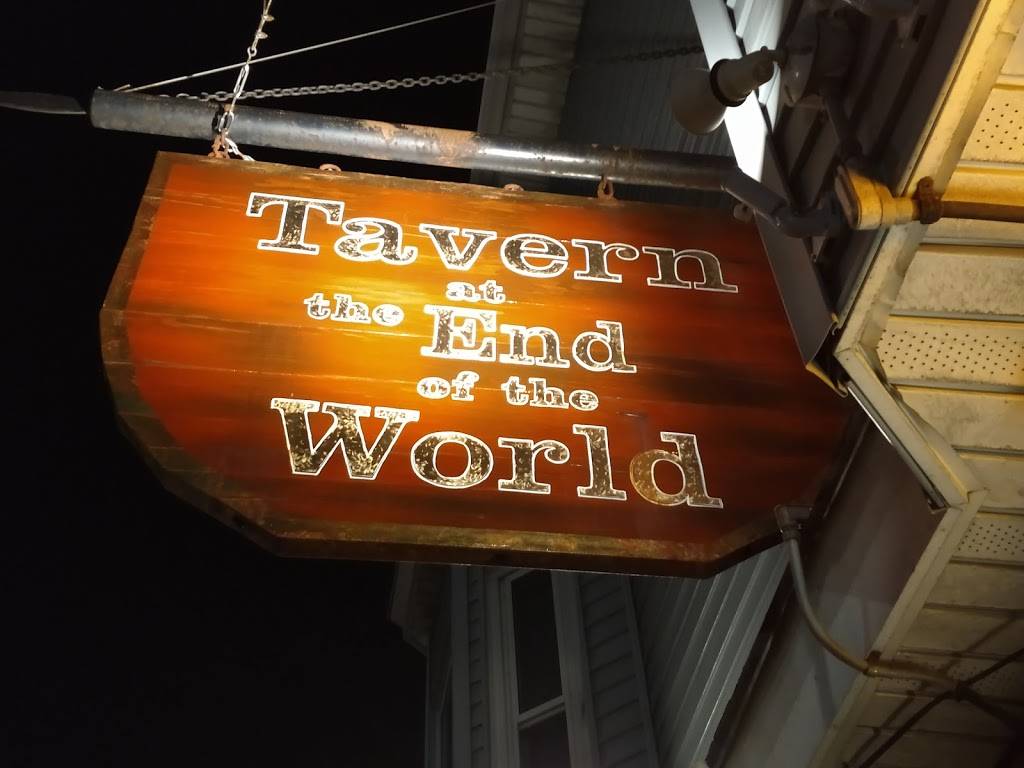 Tavern
at
the End
of the
World